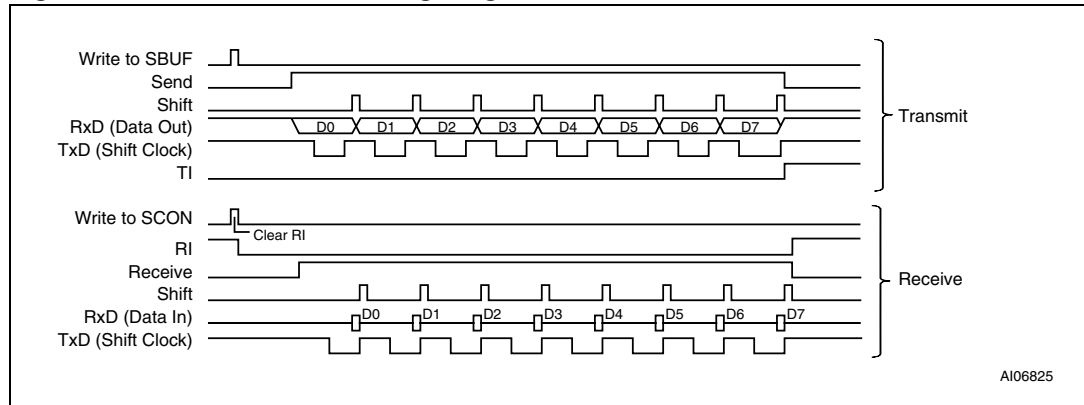 Write to SBUF
Send
Shift
RxD (Data Out)
D0 D1 D2 D3 D4 D5 D6 D7
TxD (Shift Clock)
TI
Transmit
Write to SCON
Clear RI
RI
Receive
Shift
RxD (Data In)
D0 D1 D2 D3 D4 D5 D6 D7
TxD (Shift Clock)
Receive
AI06825